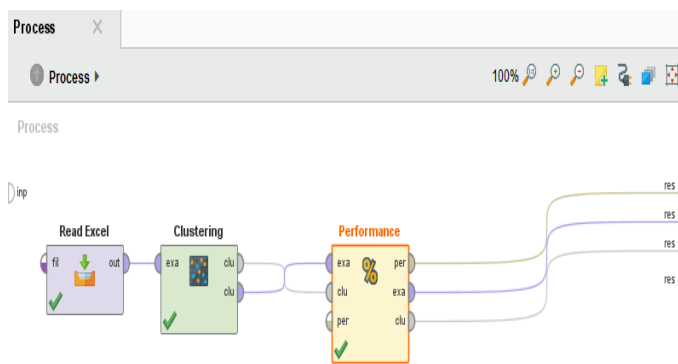 Process
Process
100%
Process
inp
res
res
res
res
Read Excel
fil
out
Clustering
exa
clu
clu
Performance
exa
clu
per
%
per
exa
clu